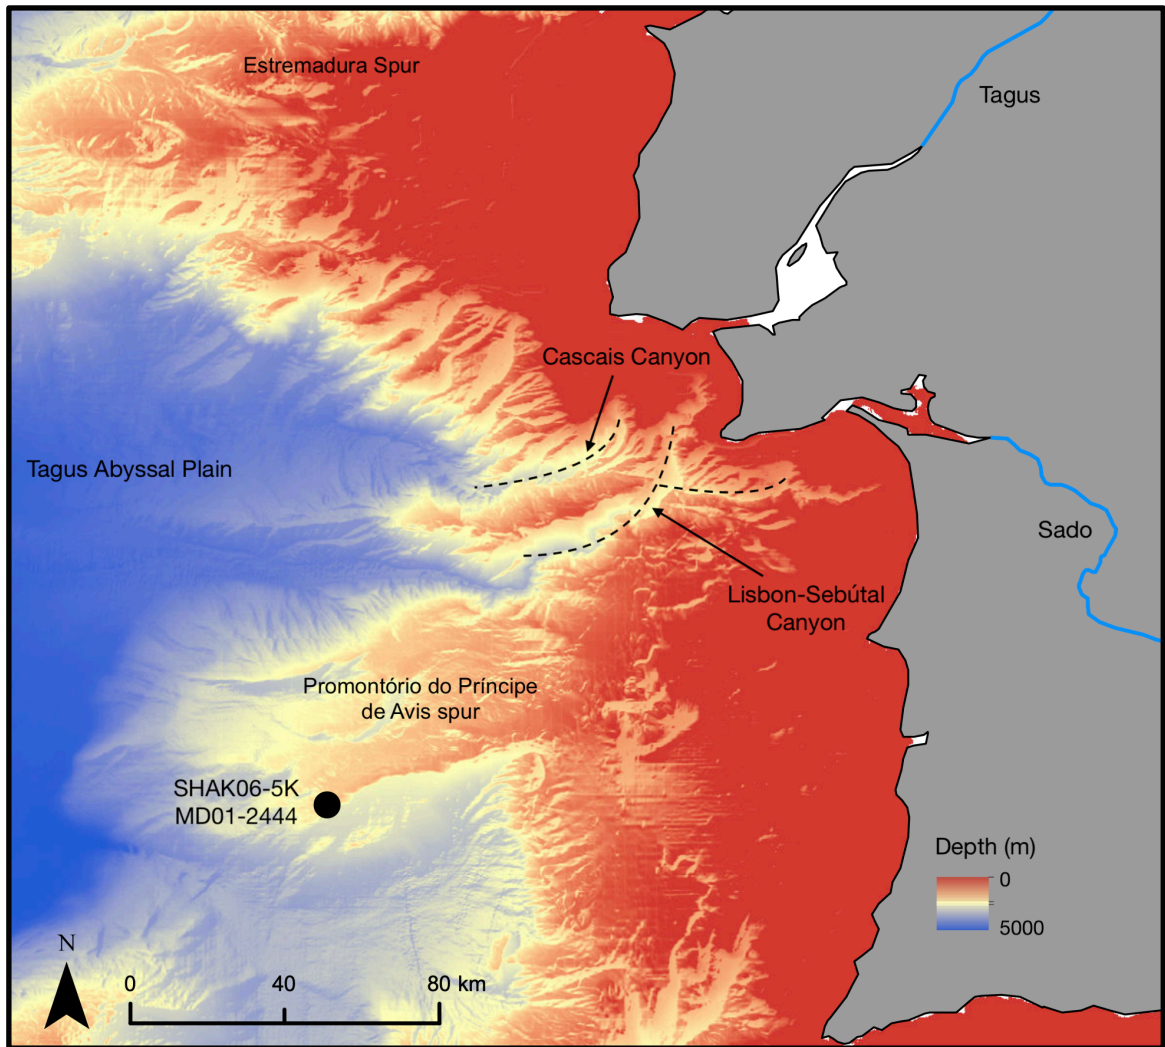 Estremadura Spur
Tagus
Cascais Canyon
Tagus Abyssal Plain
Sado
Lisbon-Sebútal
Canyon
Promontório do Príncipe
de Avis spur
SHAK06-5K
MD01-2444
Depth (m)
0
5000
N
0 40 80 km